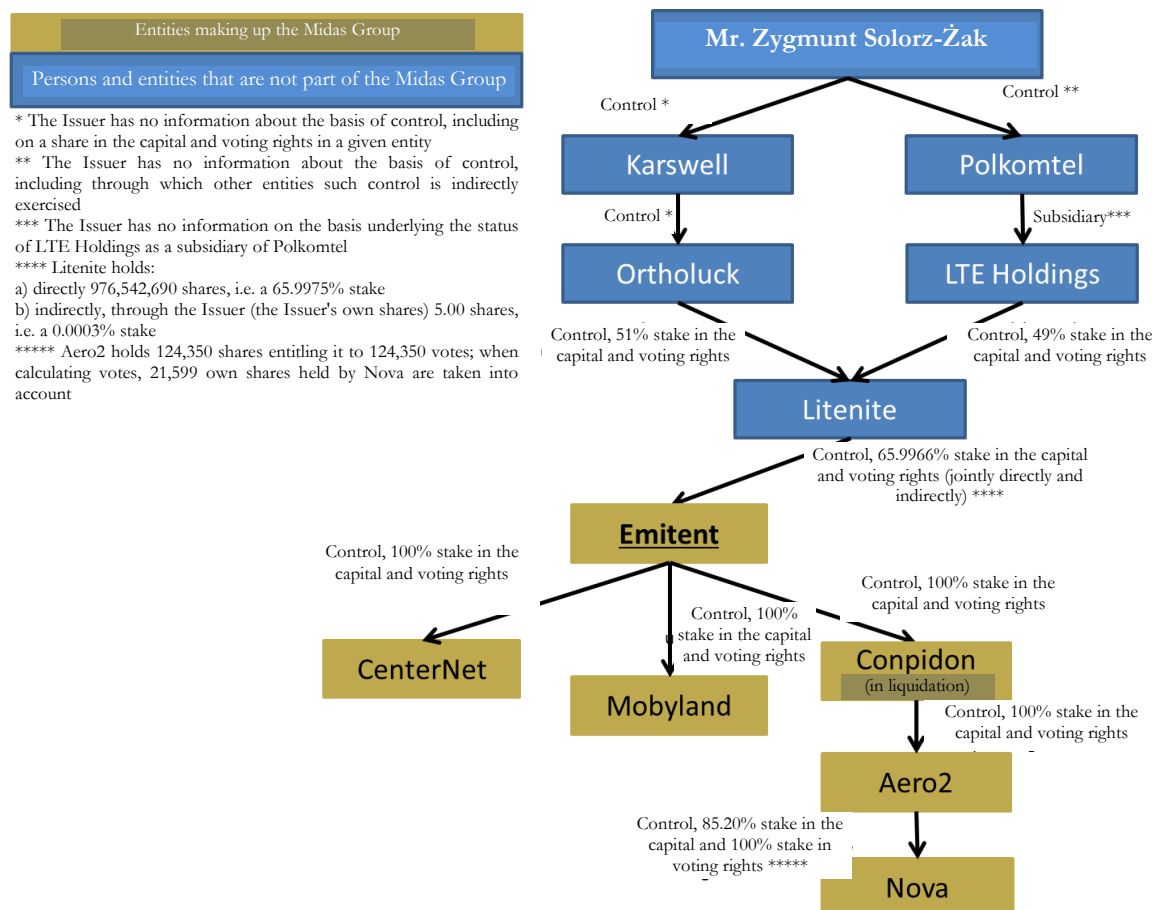 Entities making up the Midas Group
Persons and entities that are not part of the Midas Group
* The Issuer has no information about the basis of control, including
on a share in the capital and voting rights in a given entity
** The Issuer has no information about the basis of control,
including through which other entities such control is indirectly
exercised
*** The Issuer has no information on the basis underlying the status
of LTE Holdings as a subsidiary of Polkomtel
**** Litenite holds:
a) directly 976,542,690 shares, i.e. a 65.9975% stake
b) indirectly, through the Issuer (the Issuer's own shares) 5.00 shares,
i.e. a 0.0003% stake
***** Aero2 holds 124,350 shares entitling it to 124,350 votes; when
calculating votes, 21,599 own shares held by Nova are taken into
account
Mr. Zygmunt Solorz-Żak
Control *
Control **
Karswell
Polkomtel
Control *
Subsidiary***
Ortholuck
LTE Holdings
Control, 51% stake in the
capital and voting rights
Control, 49% stake in the
capital and voting rights
Litenite
Control, 65.9966% stake in the capital
and voting rights (jointly directly and
indirectly) ****
Emitent
Control, 100% stake in the
capital and voting rights
Control, 100%
stake in the capital
and voting rights
Control, 100% stake in the
capital and voting rights
CenterNet
Mobyland
Conpidon
(in liquidation)
Control, 100% stake in the
capital and voting rights
Aero2
Control, 85.20% stake in the
capital and 100% stake in
voting rights *****
Nova